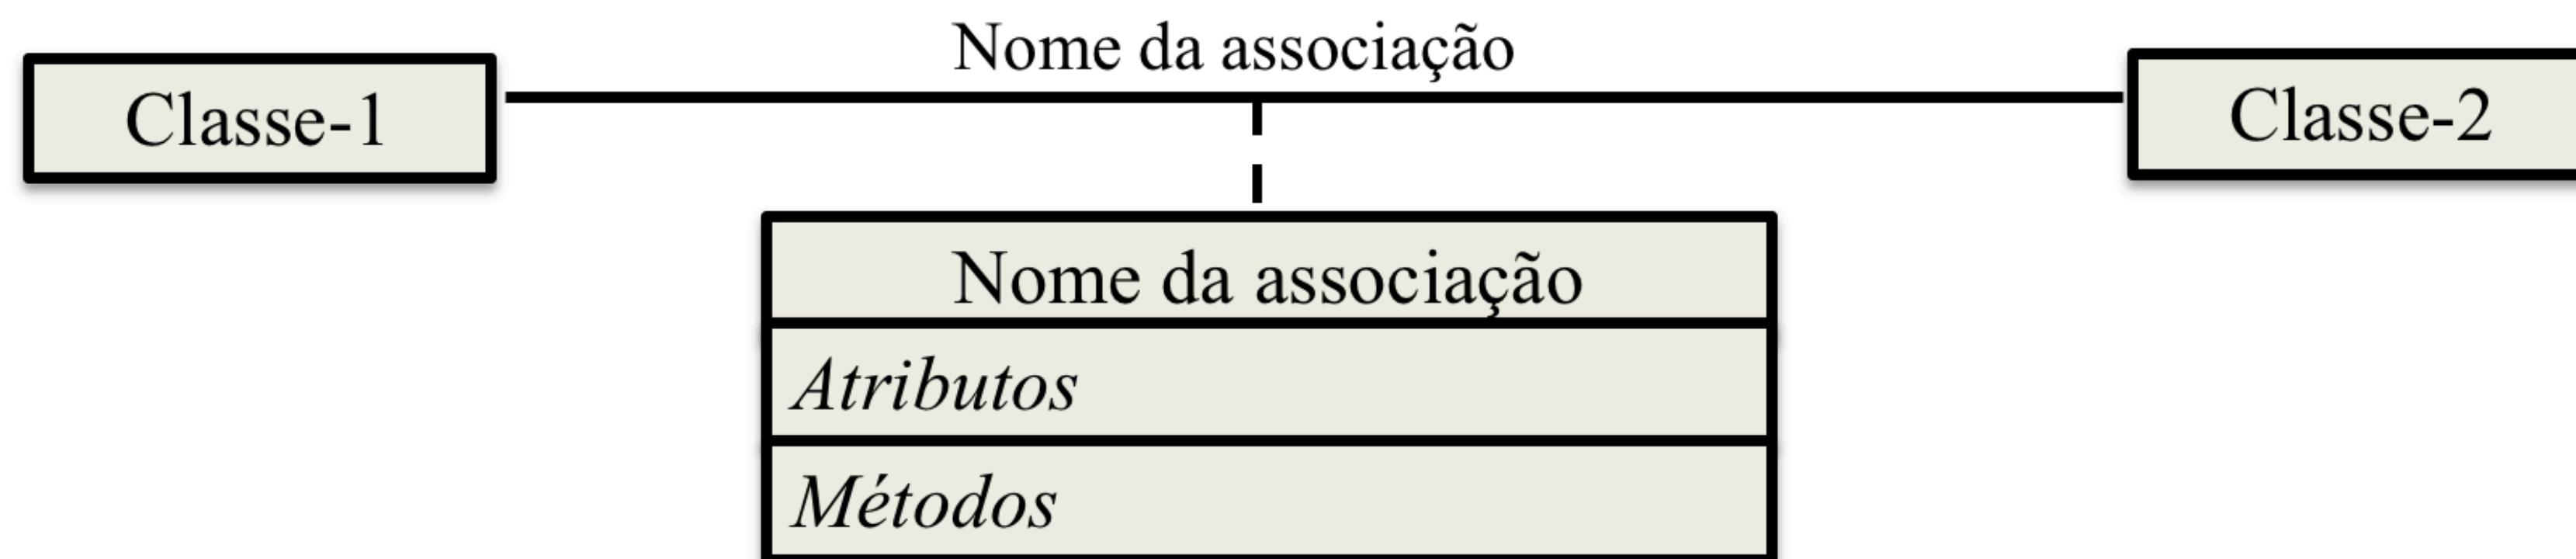 Nome da associação
Classe-1
Classe-2
Nome da associação
Atributos
Métodos